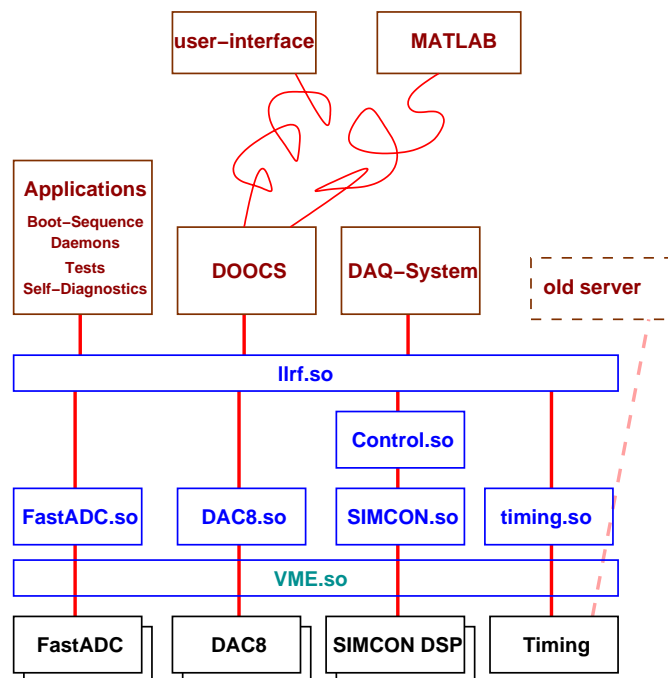 user−interface
MATLAB
Applications
Boot−Sequence
Daemons
Tests
Self−Diagnostics
DOOCS
DAQ−System
old server
llrf.so
Control.so
FastADC.so
DAC8.so
SIMCON.so
timing.so
VME.so
FastADC
DAC8
SIMCON DSP
Timing